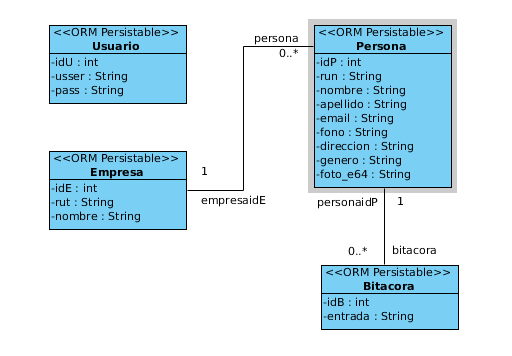 <<ORM Persistable>>
Usuario
-idU : int
-usser : String
-pass : String
persona
0..*
<<ORM Persistable>>
Persona
-idP : int
-run : String
-nombre : String
-apellido : String
-email : String
-fono : String
-direccion : String
-genero : String
-foto_e64 : String
<<ORM Persistable>>
Empresa
-idE : int
-rut : String
-nombre : String
1
empresaidE
personaidP
1
0..*
bitacora
<<ORM Persistable>>
Bitacora
-idB : int
-entrada : String